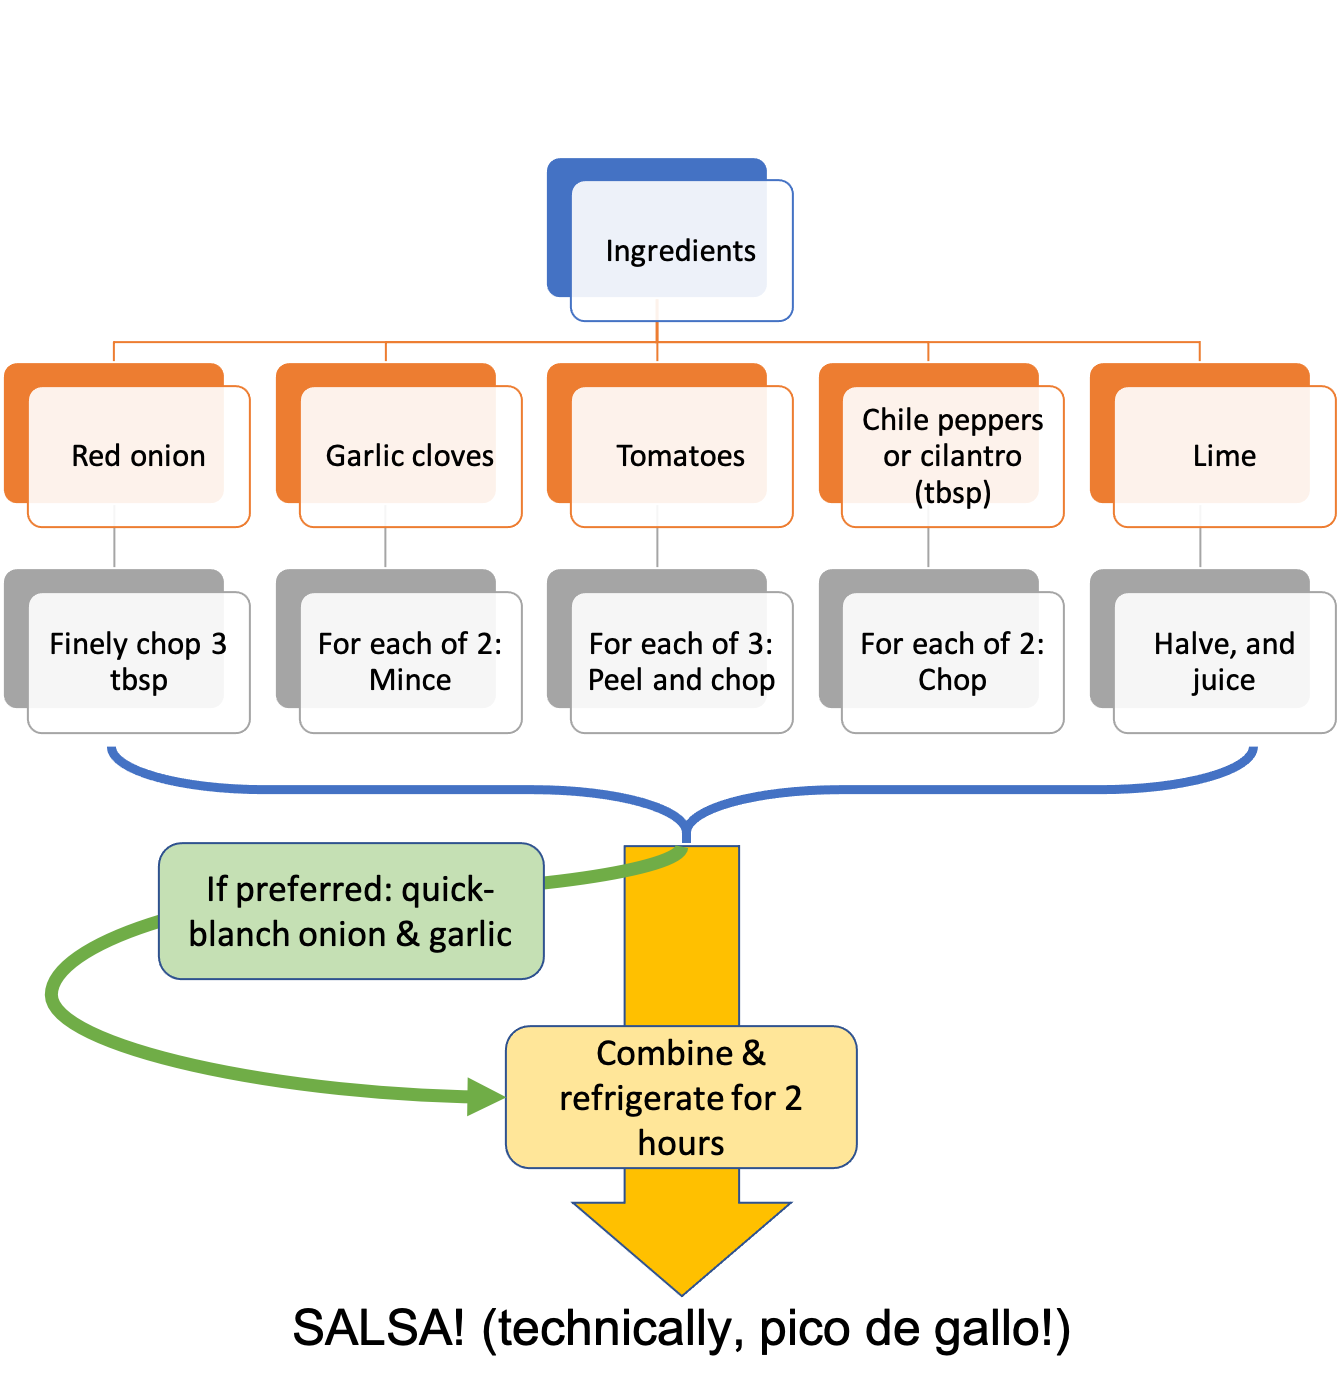 Ingredients
Red onion
Garlic cloves
Tomatoes
Chile peppers
or cilantro
(tbsp)
Lime
Finely chop 3
tbsp
For each of 2:
Mince
For each of 3:
Peel and chop
For each of 2:
Chop
Halve, and
juice
If preferred: quick-
blanch onion & garlic
Combine &
refrigerate for 2
hours
SALSA! (technically, pico de gallo!)